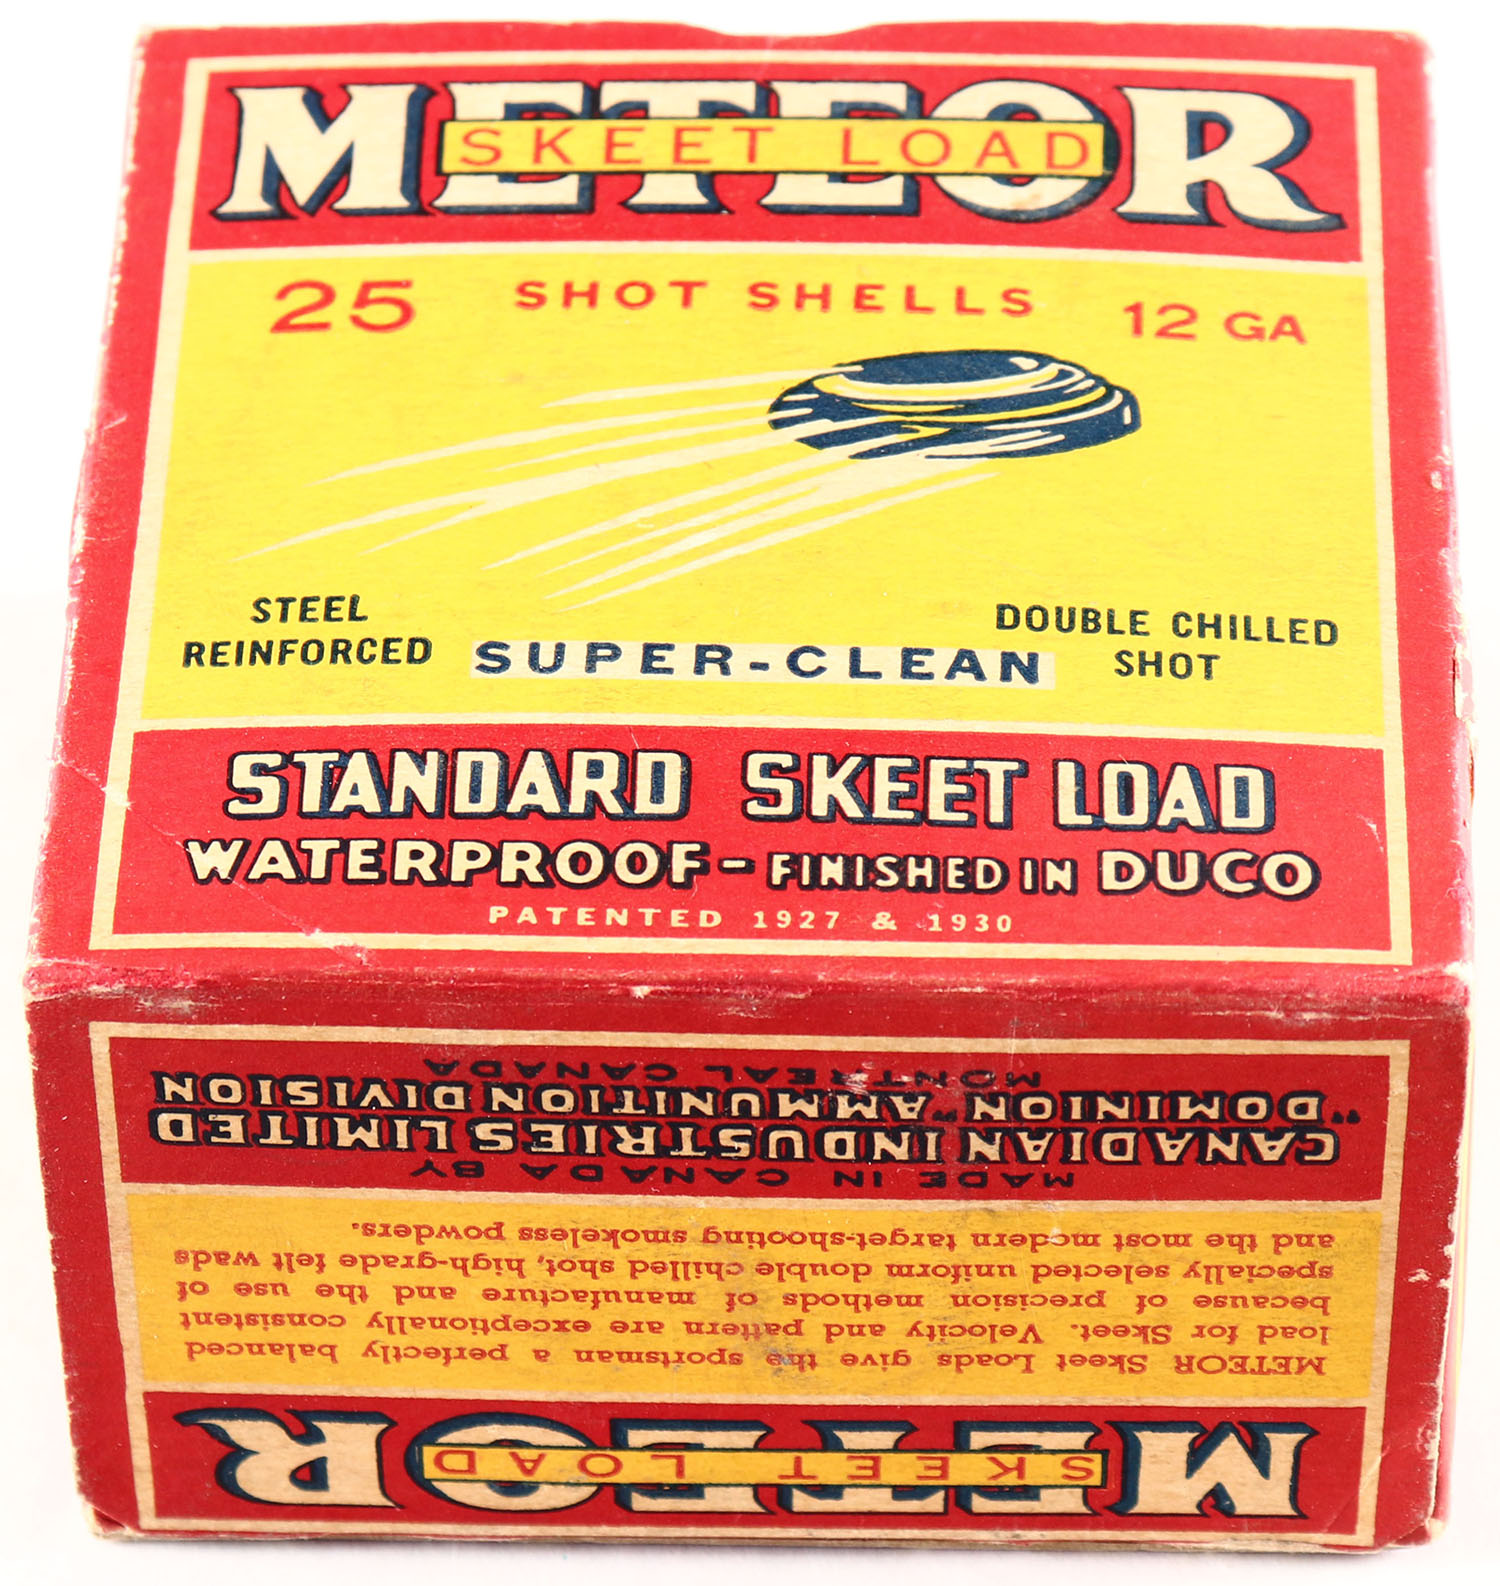 METEOR
SKEET LOAD
25 SHOT SHELLS 12 GA
STEEL
REINFORCED
SUPER-CLEAN
DOUBLE CHILLED
SHOT
STANDARD SKEET LOAD
WATERPROOF - FINISHED IN DUCO
PATENTED 1927 & 1930
METEOR
SKEET LOAD
METEOR Skeet Loads give the sportsman a perfectly balanced
load for Skeet. Velocity and pattern are exceptionally consistent
because of precision methods of manufacture and the use of
specially selected uniform double chilled shot, high-grade felt wads
and the most modern target-shooting smokeless powders.
MADE IN CANADA BY
CANADIAN INDUSTRIES LIMITED
"DOMINION" AMMUNITION DIVISION
MONTREAL CANADA